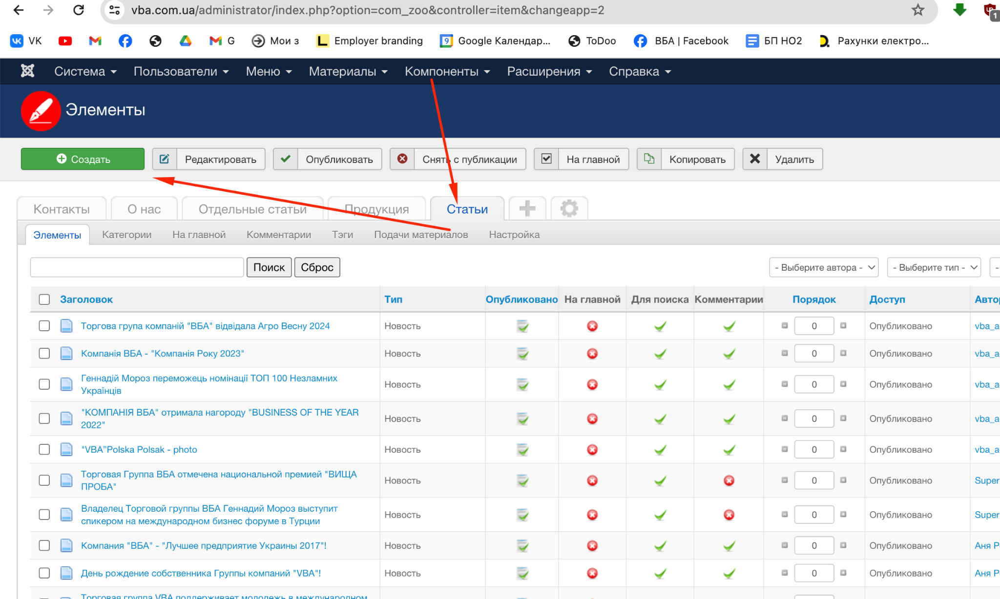 vba.com.ua/administrator/index.php?option=com_zoo&controller=item&changeapp=2
1
VK G Мои з Employer branding 9 Google Календар... ToDoo ВБА | Facebook БП НО2 Рахунки електро...
Система Пользователи Меню Материалы Компоненты Расширения Справка
Элементы
Создать Редактировать Опубликовать Снять с публикации На главной Копировать Удалить
Контакты О нас Отдельные статьи Продукция Статьи
Элементы Категории На главной Комментарии Тэги Подачи материалов Настройка
Поиск Сброс - Выберите автора - - Выберите тип - -
Заголовок Тип Опубликовано На главной Для поиска Комментарии Порядок Доступ Автор
Торгова група компаній "ВБА" відвідала Агро Весну 2024 Новость 0 Опубликовано vba_a
Компанія ВБА - "Компанія Року 2023" Новость 0 Опубликовано vba_a
Геннадій Мороз переможець номінації ТОП 100 Незламних
Українців Новость 0 Опубликовано vba_a
"КОМПАНІЯ ВБА" отримала нагороду "BUSINESS OF THE YEAR
2022" Новость 0 Опубликовано vba_a
"VBA”Polska Polsak - photo Новость 0 Опубликовано vba_a
Торговая Группа ВБА отмечена национальной премией "ВИЩА
ПРОБА" Новость 0 Опубликовано Super
Владелец Торговой группы ВБА Геннадий Мороз выступит
спикером на международном бизнес форуме в Турции Новость 0 Опубликовано Super
Компания "ВБА" - "Лучшее предприятие Украины 2017"! Новость 0 Опубликовано Аня Р
День рождение собственника Группы компаний "VBA"! Новость 0 Опубликовано Аня Р
Торговая группа VBA поддерживает молодежь в международном